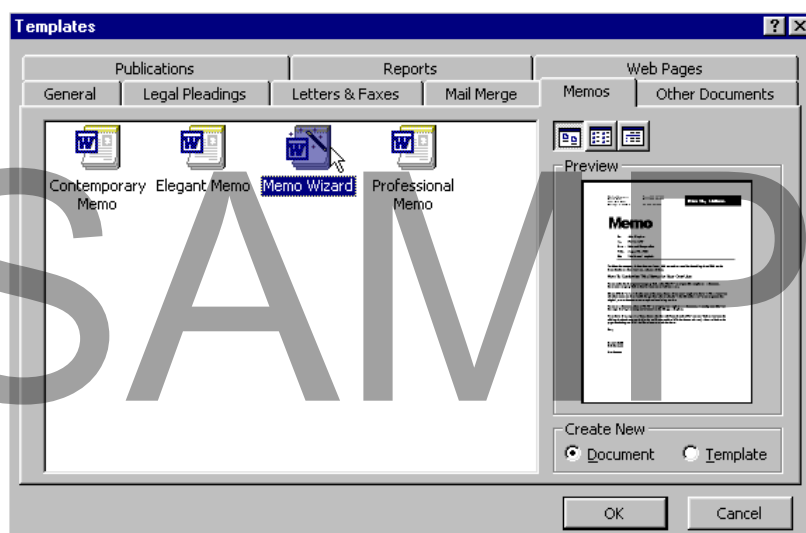 Templates
Publications
Reports
Web Pages
General
Legal Pleadings
Letters & Faxes
Mail Merge
Memos
Other Documents
Contemporary
Memo
Elegant Memo
Memo Wizard
Professional
Memo
Preview
Memo
Create New
Document
Template
OK
Cancel
SAMP